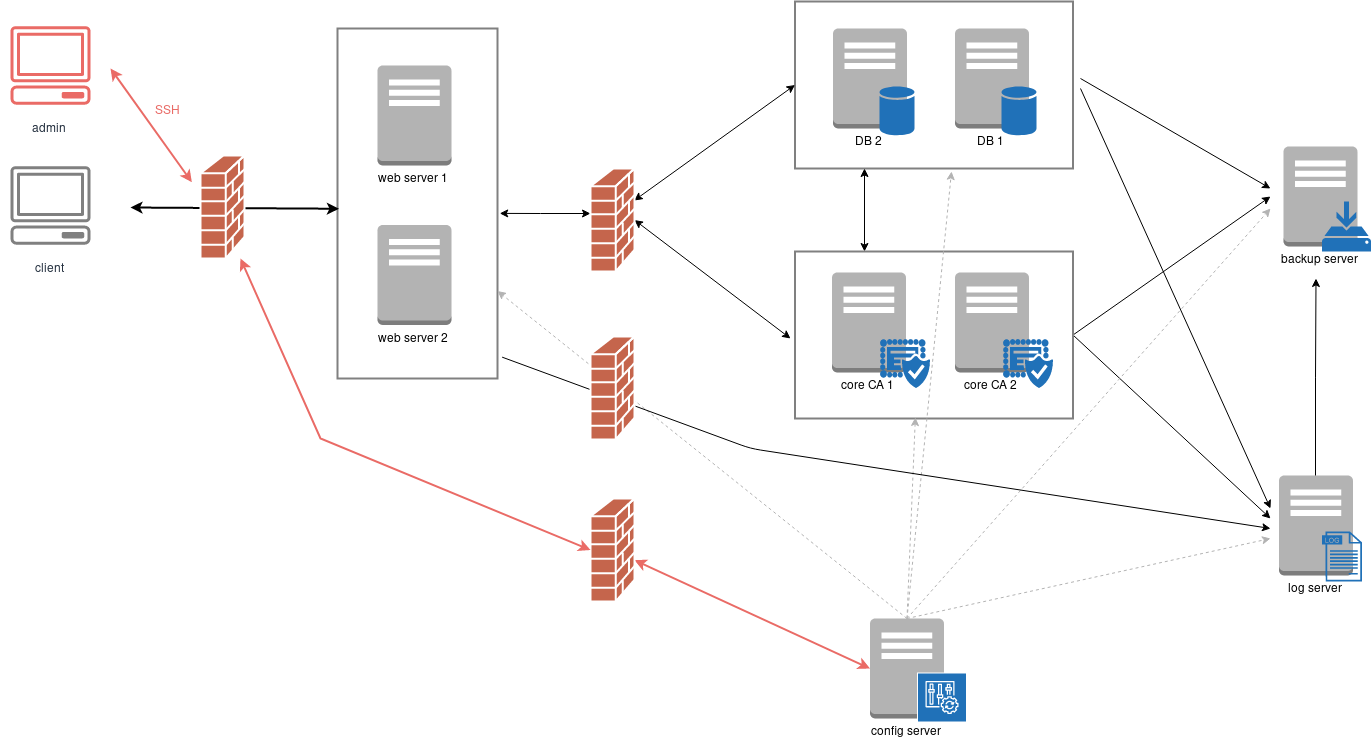 SSH
admin
client
web server 1
web server 2
DB 2
DB 1
core CA 1
core CA 2
backup server
LOG
log server
config server